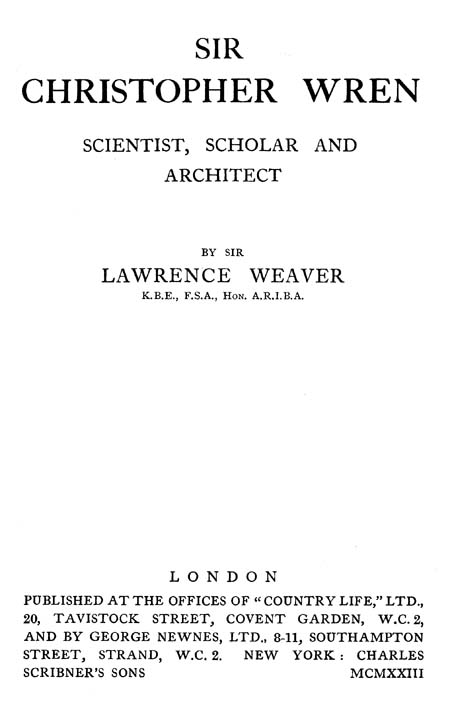 SIR
CHRISTOPHER WREN
SCIENTIST, SCHOLAR AND
ARCHITECT
BY SIR
LAWRENCE WEAVER
K.B.E., F.S.A., HON. A.R.I.B.A.
LONDON
PUBLISHED AT THE OFFICES OF “COUNTRY LIFE,” LTD.,
20, TAVISTOCK STREET, COVENT GARDEN, W.C. 2,
AND BY GEORGE NEWNES, LTD., 8-11, SOUTHAMPTON
STREET, STRAND, W.C. 2. NEW YORK: CHARLES
SCRIBNER'S SONS MCMXXIII